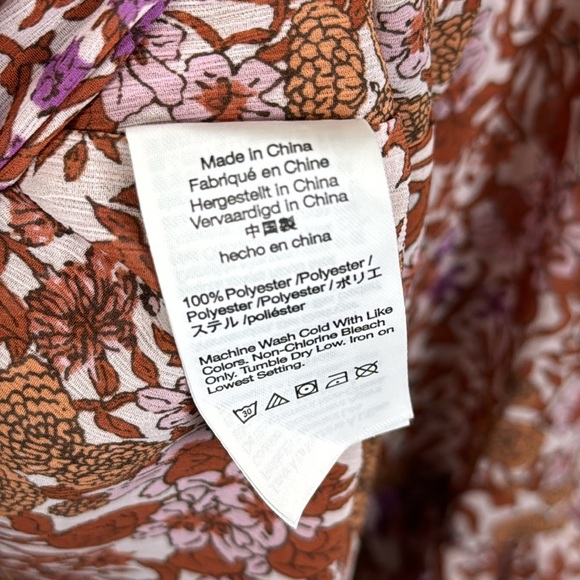 Made in China
Fabriqué en Chine
Hergestellt in China
Vervaardigd in China
中国製
hecho en china
100% Polyester /Polyester /
Polyester /Polyester / ポリエ
ステル /poliéster
Machine Wash Cold With Like
Colors. Non-Chlorine Bleach
Only. Tumble Dry Low. Iron on
Lowest Setting.
30